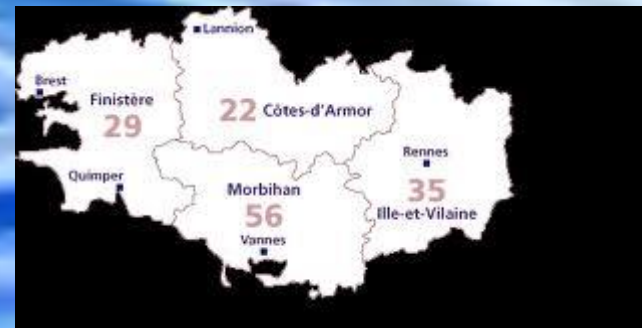 Lannion
Brest
Finistère
29
22 Côtes-d'Armor
Quimper
Rennes
35
Ille-et-Vilaine
Morbihan
56
Vannes